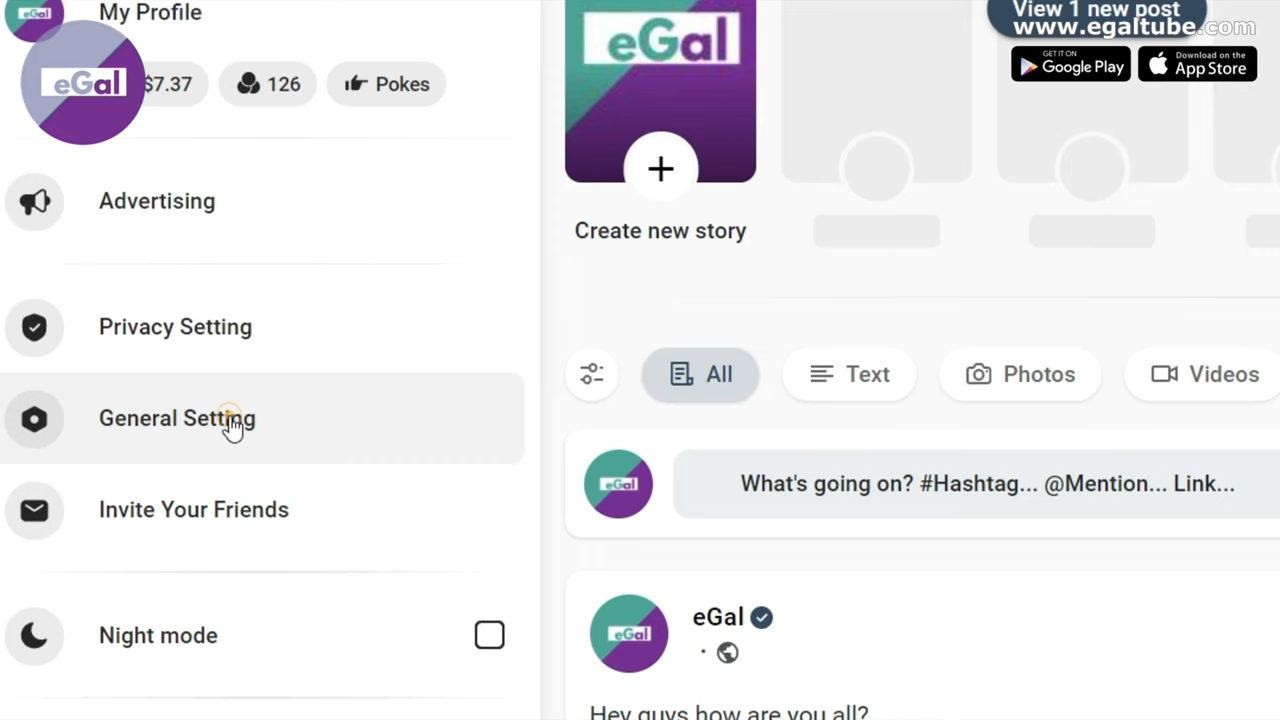 eGal
My Profile
eGal
$7.37
126
Pokes
Advertising
Privacy Setting
General Setting
Invite Your Friends
Night mode
eGal
Create new story
View 1 new post
www.egaltube.com
GET IT ON
Google Play
Download on the
App Store
All
Text
Photos
Videos
eGal
What's going on? #Hashtag... @Mention... Link...
eGal
eGal
Hey guys how are you all?